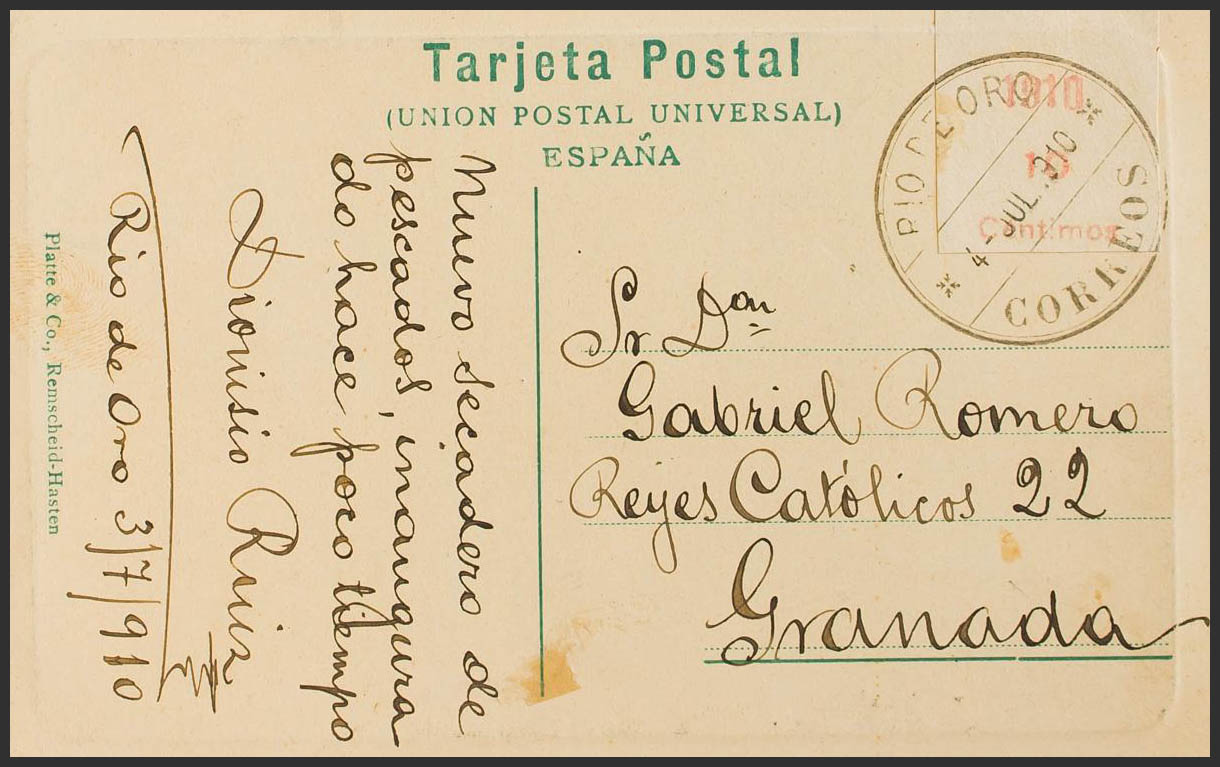 Tarjeta Postal
(UNION POSTAL UNIVERSAL)
ESPAÑA
RIO DE ORO
1910
10
Centimos
4 - JUL. 910
CORREOS
Sr Don
Gabriel Romero
Reyes Católicos 22
Granada
Nuevo secadero de
pescados, inaugura
do hace poco tiempo
Dionisio Ruiz
Rio de Oro 3/7/910
Platte & Co., Remscheid-Hasten